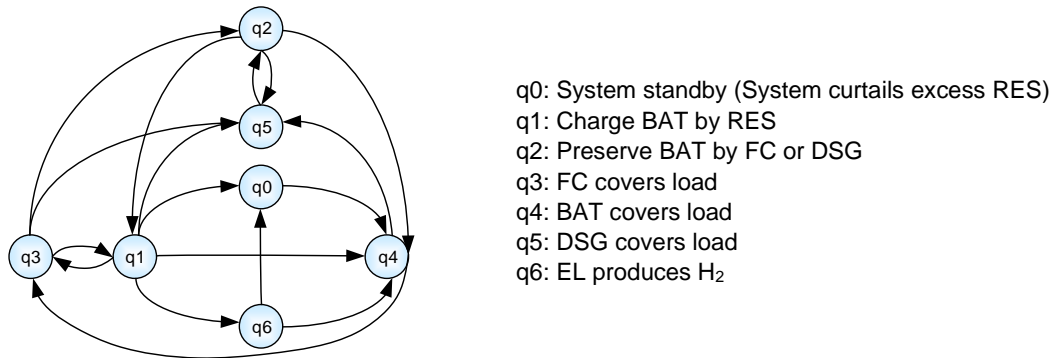 q2
q5
q0
q3
q1
q4
q6
q0: System standby (System curtails excess RES)
q1: Charge BAT by RES
q2: Preserve BAT by FC or DSG
q3: FC covers load
q4: BAT covers load
q5: DSG covers load
q6: EL produces H₂